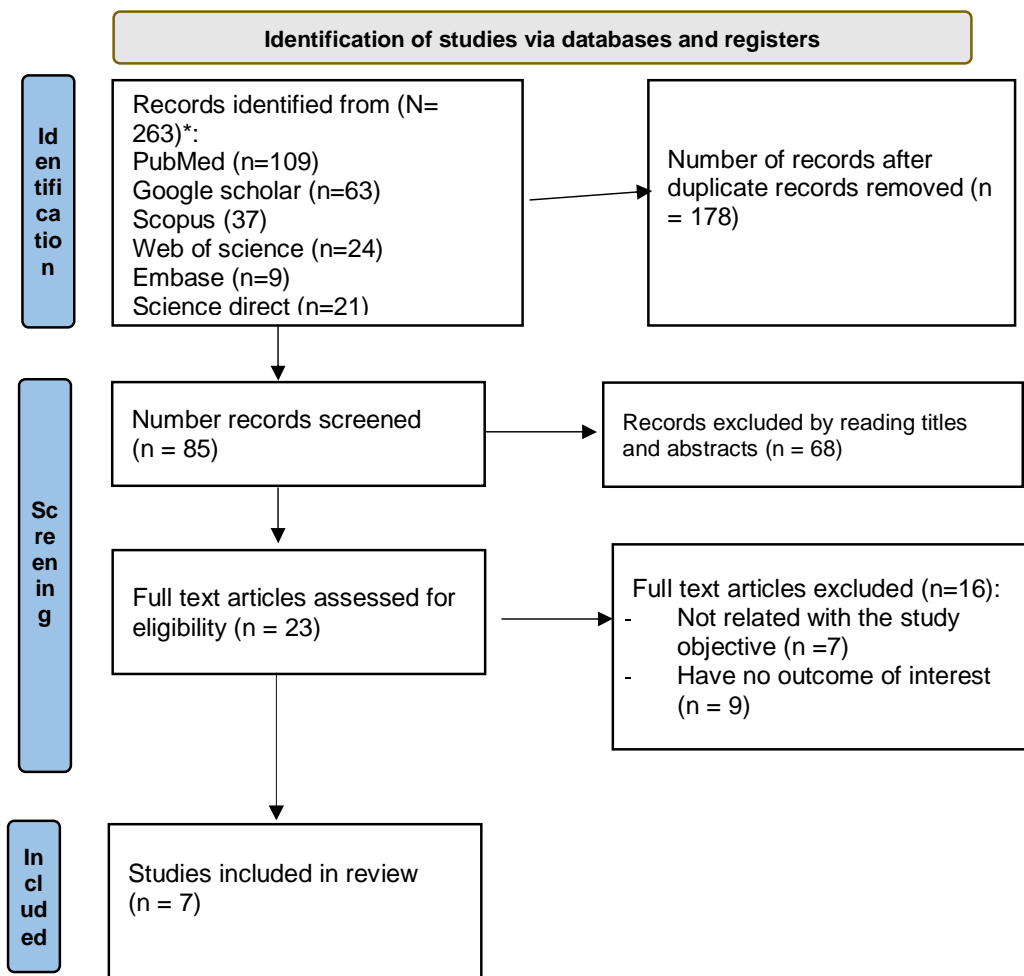 Identification of studies via databases and registers
Id
en
tifi
ca
tio
n
Records identified from (N=
263)*:
PubMed (n=109)
Google scholar (n=63)
Scopus (37)
Web of science (n=24)
Embase (n=9)
Science direct (n=21)
Number of records after
duplicate records removed (n
= 178)
Sc
re
en
in
g
Number records screened
(n = 85)
Records excluded by reading titles
and abstracts (n = 68)
Full text articles assessed for
eligibility (n = 23)
Full text articles excluded (n=16):
- Not related with the study
objective (n =7)
- Have no outcome of interest
(n = 9)
In
cl
ud
ed
Studies included in review
(n = 7)